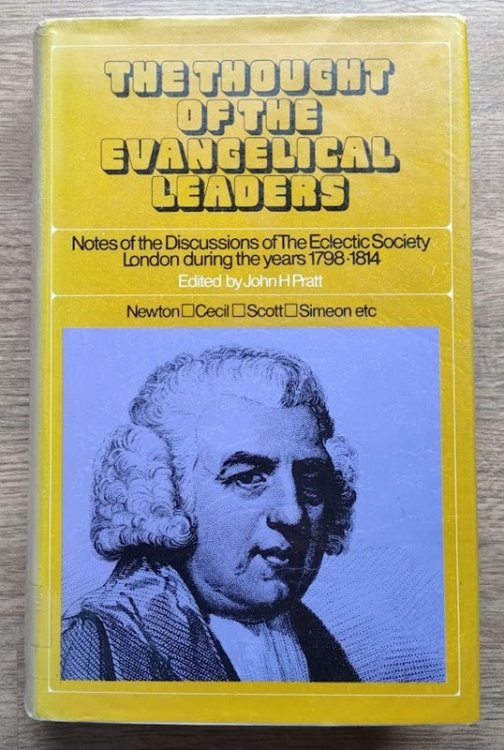 THE THOUGHT
OF THE
EVANGELICAL
LEADERS
Notes of the Discussions of The Eclectic Society
London during the years 1798-1814
Edited by John H Pratt
Newton□Cecil□Scott□Simeon etc